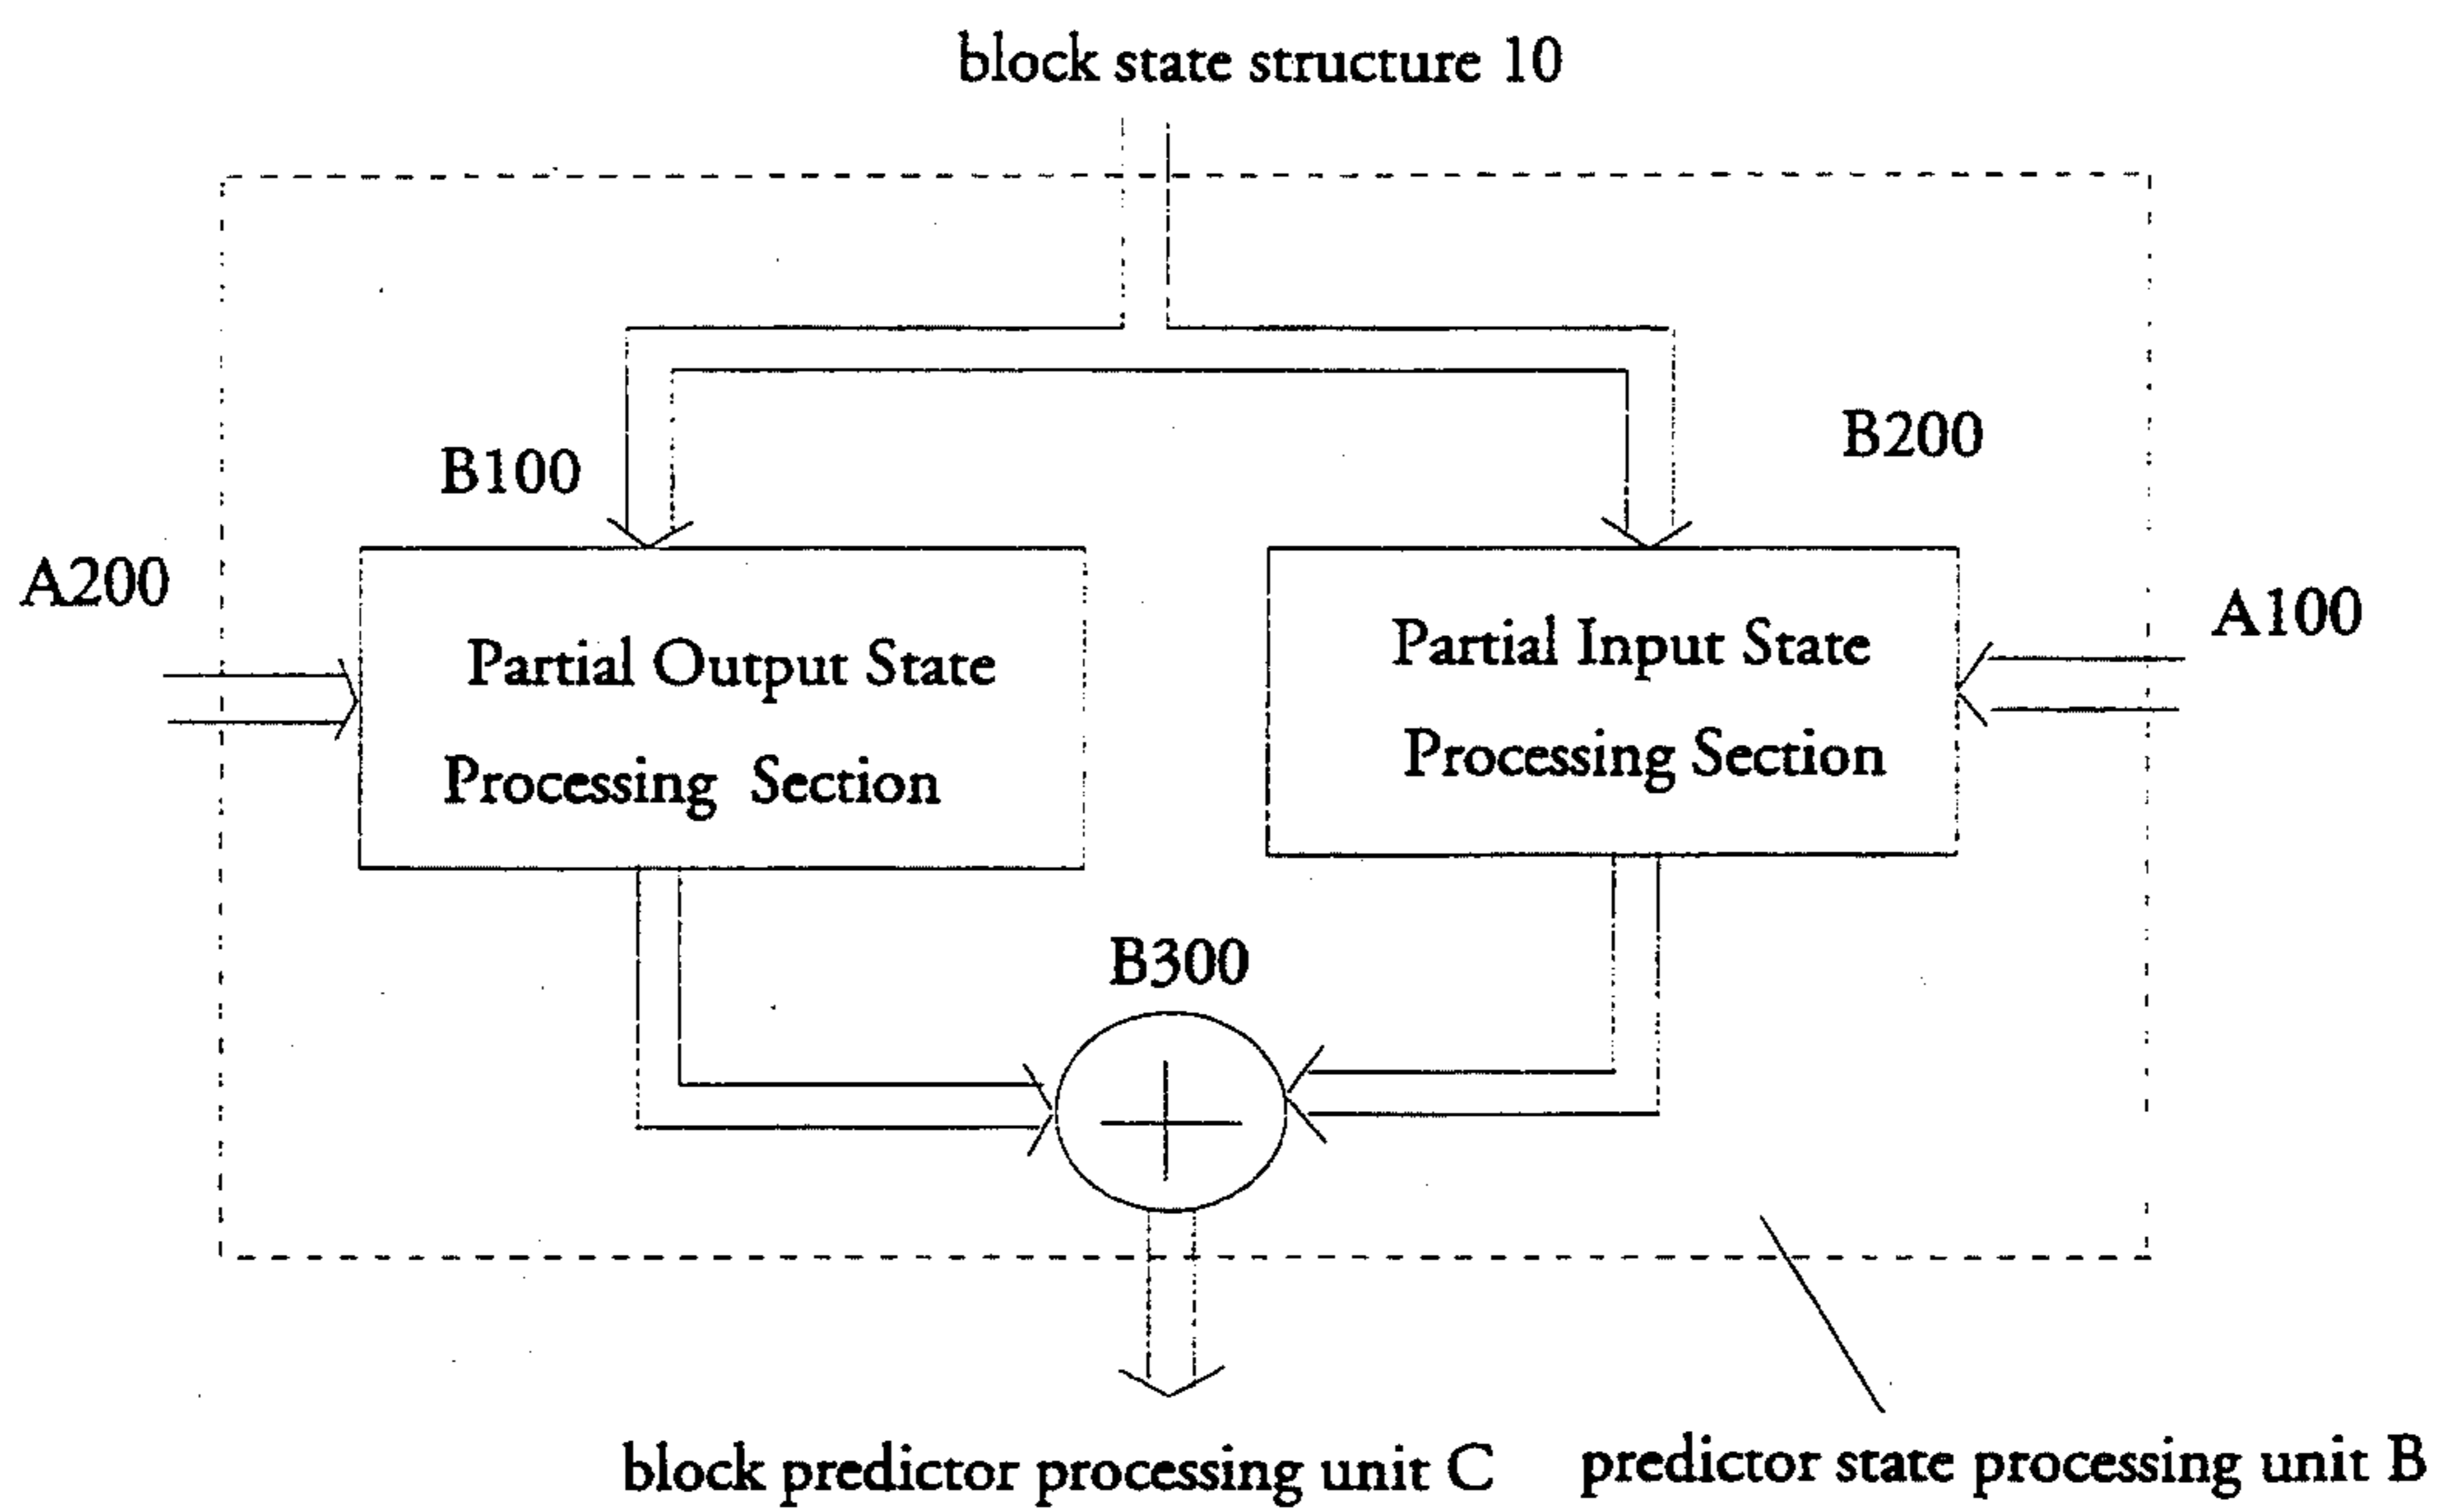 block state structure 10
B200
B100
A200
A100
Partial Output State
Processing Section
Partial Input State
Processing Section
B300
block predictor processing unit C
predictor state processing unit B